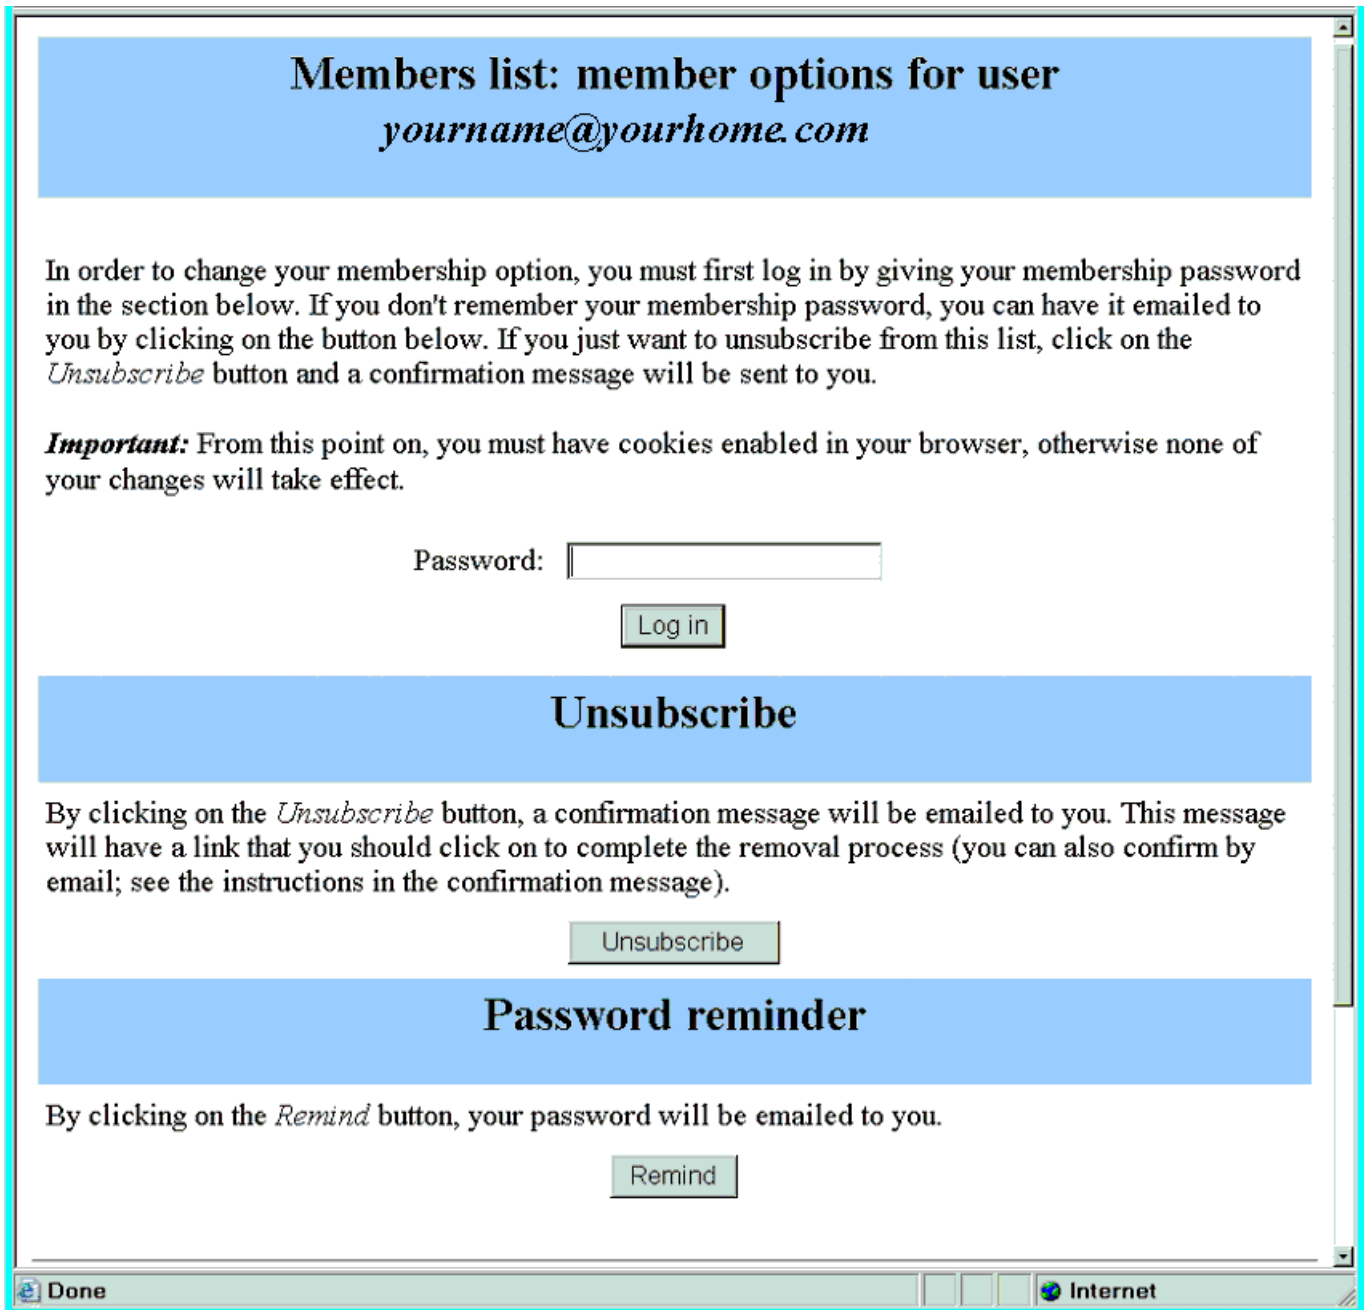 Members list: member options for user
yourname@yourhome.com
In order to change your membership option, you must first log in by giving your membership password
in the section below. If you don't remember your membership password, you can have it emailed to
you by clicking on the button below. If you just want to unsubscribe from this list, click on the
Unsubscribe button and a confirmation message will be sent to you.
Important: From this point on, you must have cookies enabled in your browser, otherwise none of
your changes will take effect.
Password:
Log in
Unsubscribe
By clicking on the Unsubscribe button, a confirmation message will be emailed to you. This message
will have a link that you should click on to complete the removal process (you can also confirm by
email; see the instructions in the confirmation message).
Unsubscribe
Password reminder
By clicking on the Remind button, your password will be emailed to you.
Remind
Done Internet